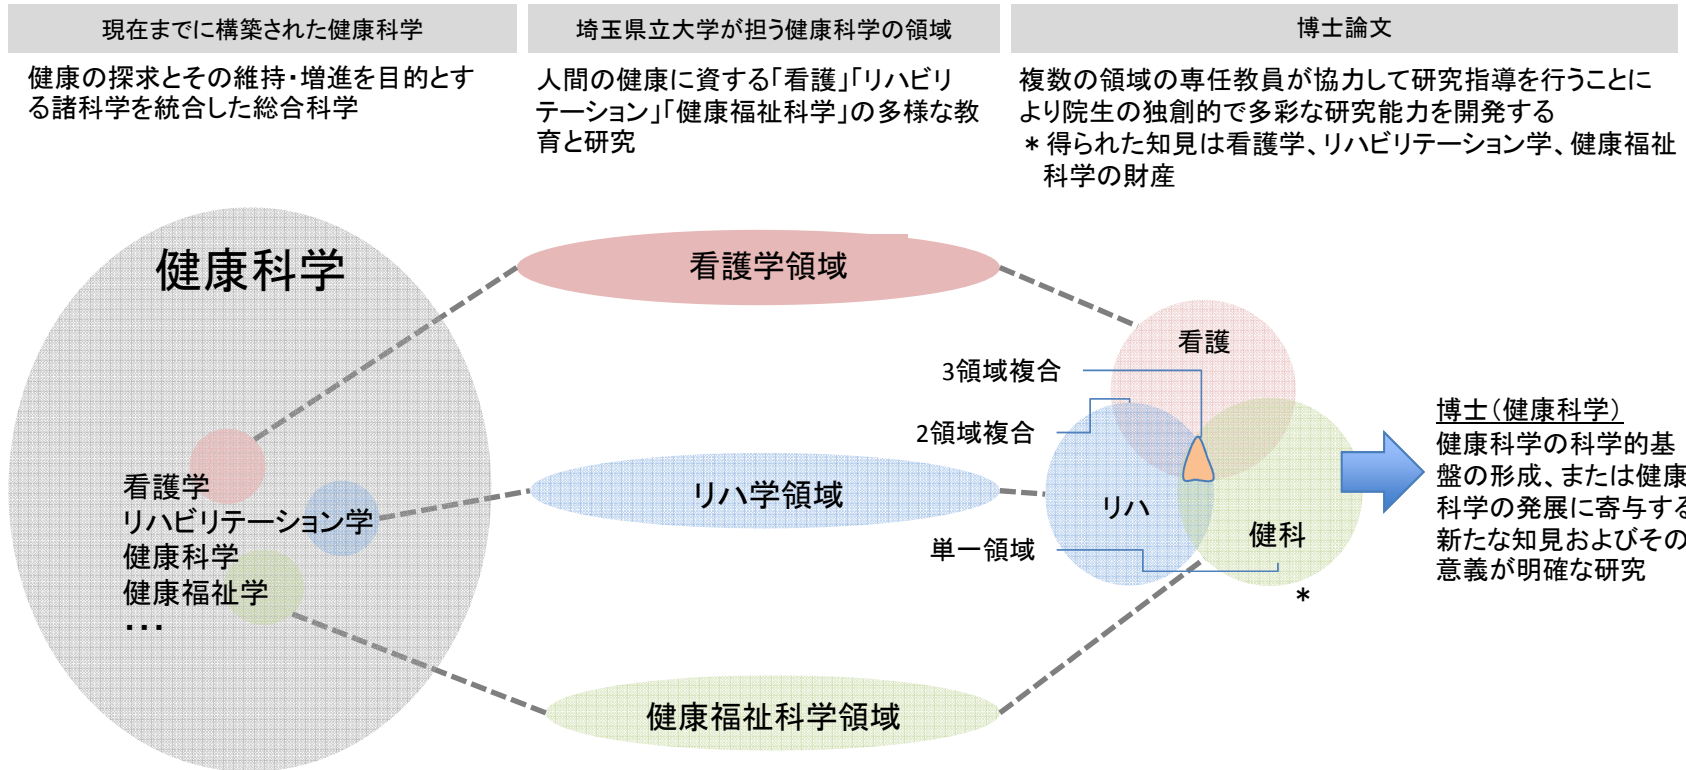 現在までに構築された健康科学
埼玉県立大学が担う健康科学の領域
博士論文
健康の探求とその維持・増進を目的とす
る諸科学を統合した総合科学
人間の健康に資する「看護」「リハビリ
テーション」「健康福祉科学」の多様な教
育と研究
複数の領域の専任教員が協力して研究指導を行うことに
より院生の独創的で多彩な研究能力を開発する
＊得られた知見は看護学、リハビリテーション学、健康福祉
科学の財産
健康科学
看護学
リハビリテーション学
健康科学
健康福祉学
・・・
看護学領域
リハ学領域
健康福祉科学領域
3領域複合
2領域複合
単一領域
看護
リハ
健科
＊
博士（健康科学）
健康科学の科学的基
盤の形成、または健康
科学の発展に寄与する
新たな知見およびその
意義が明確な研究